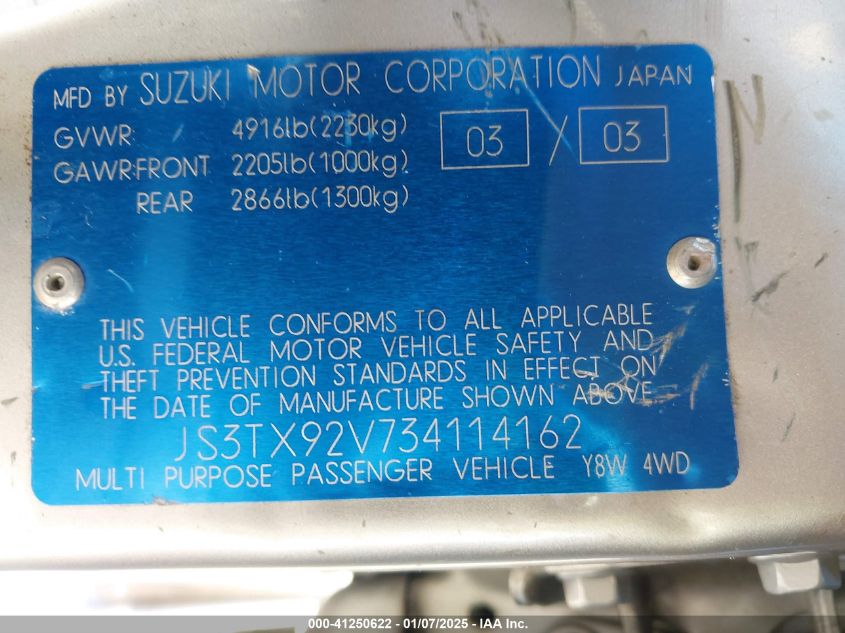 MFD BY SUZUKI MOTOR CORPORATION JAPAN
GVWR: 4916lb(2230kg) 03 / 03
GAWR:FRONT 2205lb(1000kg)
REAR 2866lb(1300kg)
THIS VEHICLE CONFORMS TO ALL APPLICABLE
U.S. FEDERAL MOTOR VEHICLE SAFETY AND
THEFT PREVENTION STANDARDS IN EFFECT ON
THE DATE OF MANUFACTURE SHOWN ABOVE.
JS3TX92V734114162
MULTI PURPOSE PASSENGER VEHICLE Y8W 4WD
000-41250622 - 01/07/2025 - IAA Inc.